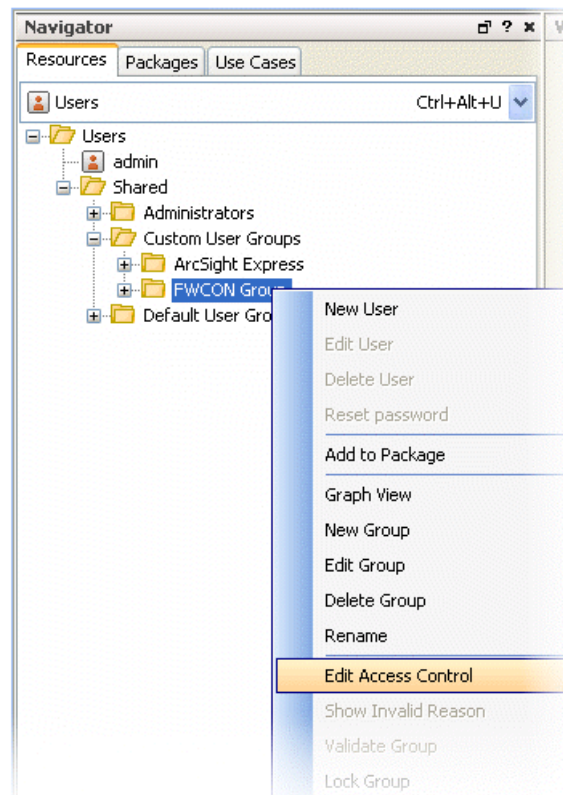 Navigator
Resources Packages Use Cases
Users Ctrl+Alt+U
Users
admin
Shared
Administrators
Custom User Groups
ArcSight Express
FWCON Grou
Default User Gro
New User
Edit User
Delete User
Reset password
Add to Package
Graph View
New Group
Edit Group
Delete Group
Rename
Edit Access Control
Show Invalid Reason
Validate Group
Lock Group